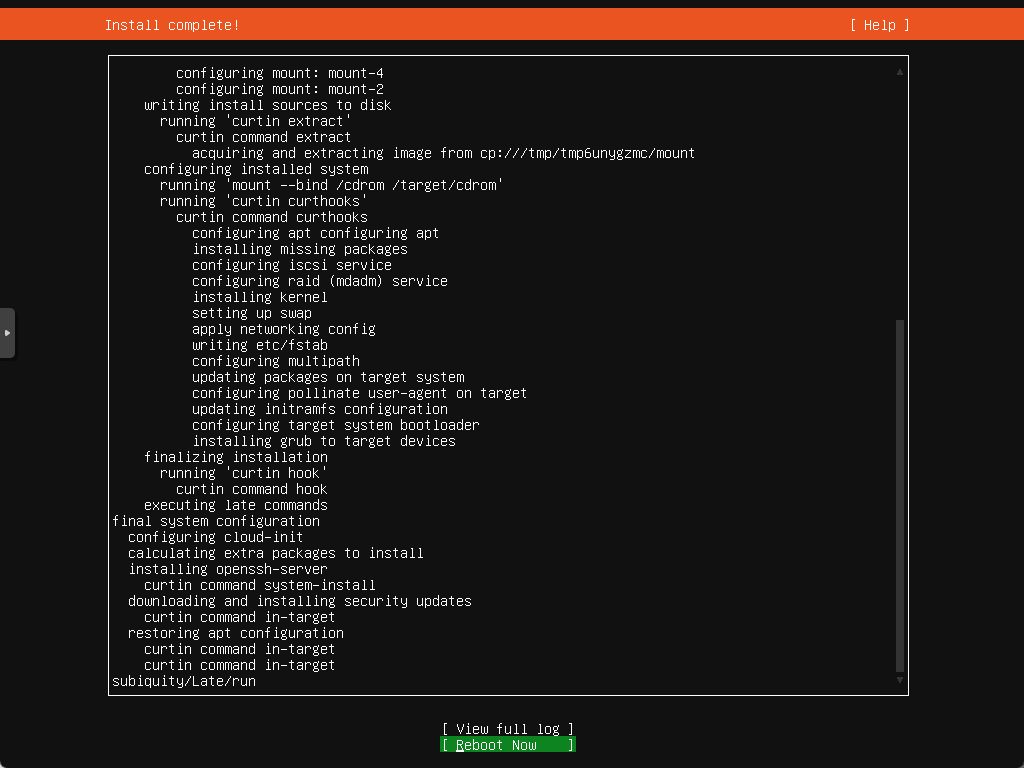 Install complete! [ Help ]
configuring mount: mount-4
configuring mount: mount-2
writing install sources to disk
running 'curtin extract'
curtin command extract
acquiring and extracting image from cp:///tmp/tmp6unygzmc/mount
configuring installed system
running 'mount --bind /cdrom /target/cdrom'
running 'curtin curthooks'
curtin command curthooks
configuring apt configuring apt
installing missing packages
configuring iscsi service
configuring raid (mdadm) service
installing kernel
setting up swap
apply networking config
writing etc/fstab
configuring multipath
updating packages on target system
configuring pollinate user-agent on target
updating initramfs configuration
configuring target system bootloader
installing grub to target devices
finalizing installation
running 'curtin hook'
curtin command hook
executing late commands
final system configuration
configuring cloud-init
calculating extra packages to install
installing openssh-server
curtin command system-install
downloading and installing security updates
curtin command in-target
restoring apt configuration
curtin command in-target
curtin command in-target
subiquity/Late/run
[ View full log ]
[ Reboot Now ]